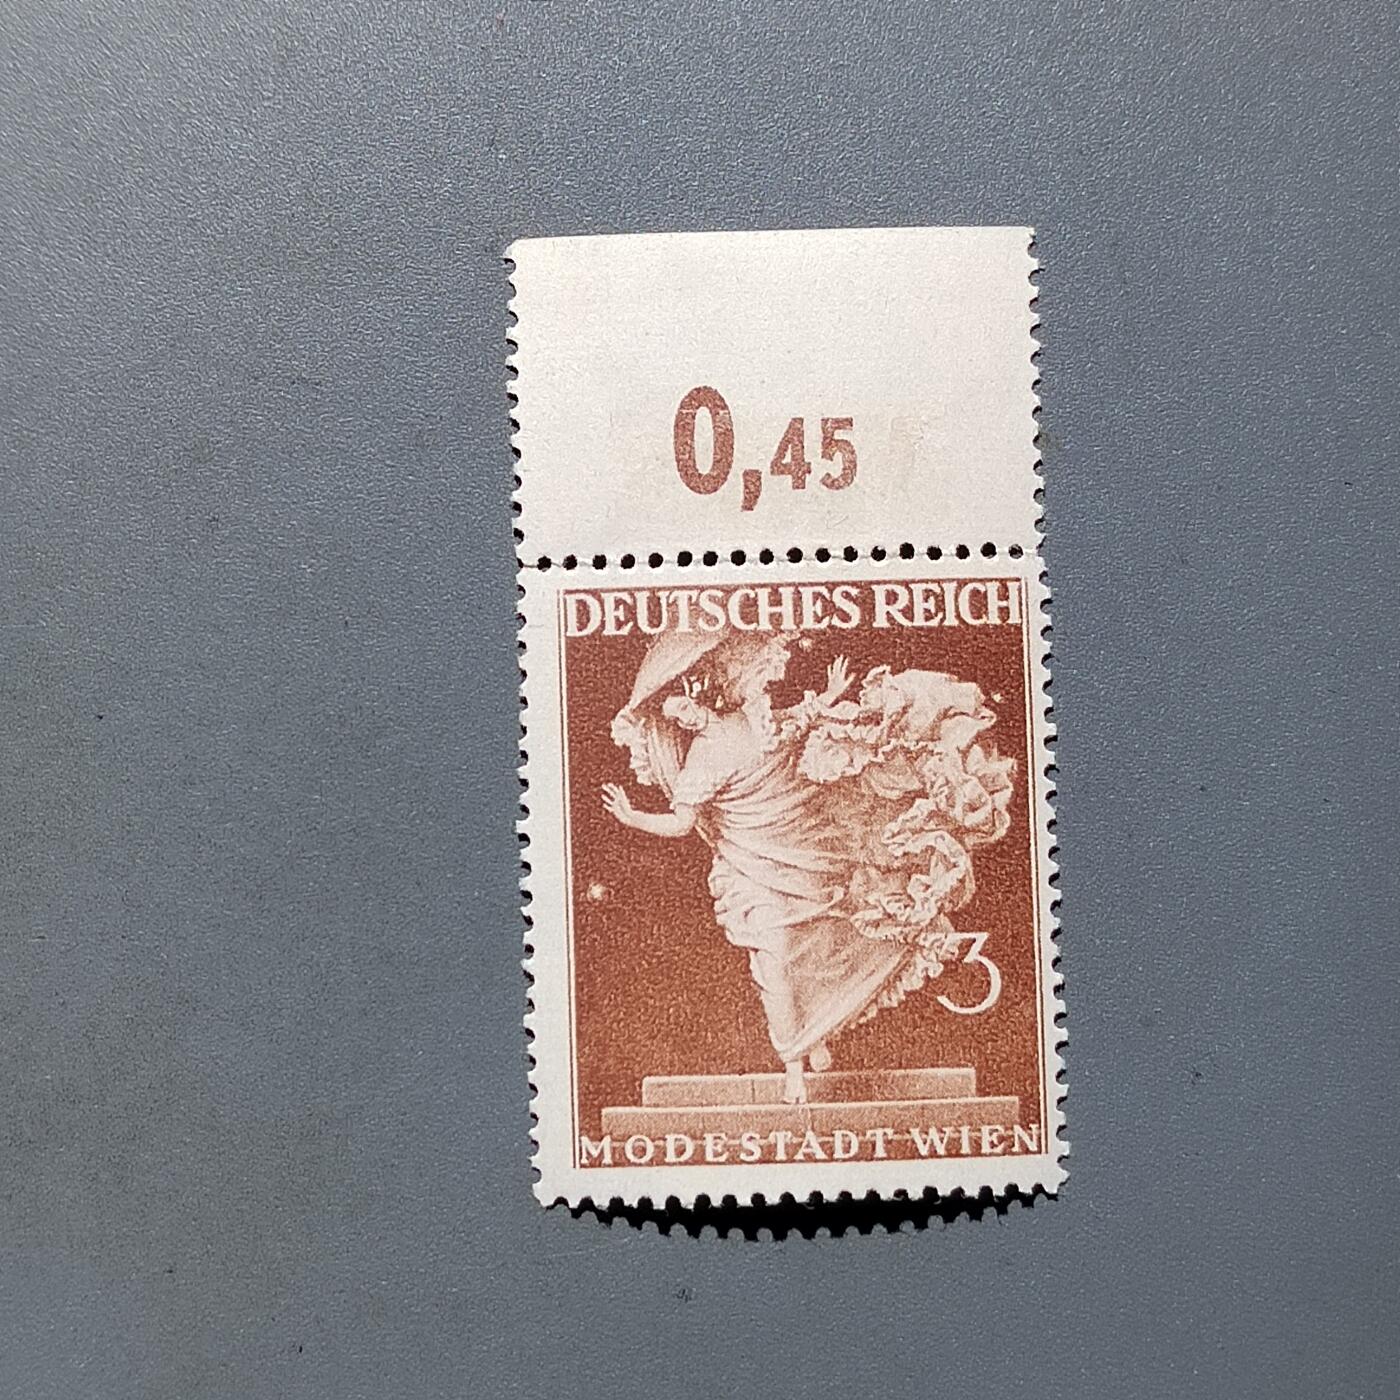 0,45
DEUTSCHES REICH
3
MODESTADT WIEN